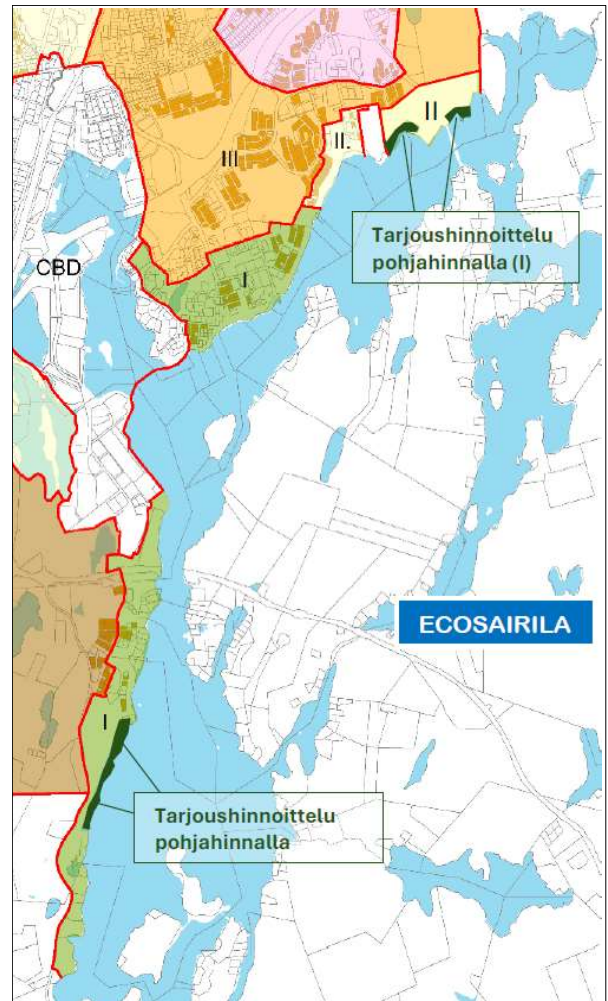 II
II.
III
Tarjoushinnoittelu
pohjahinnalla (I)
CBD
I
ECOSAIRILA
I
Tarjoushinnoittelu
pohjahinnalla